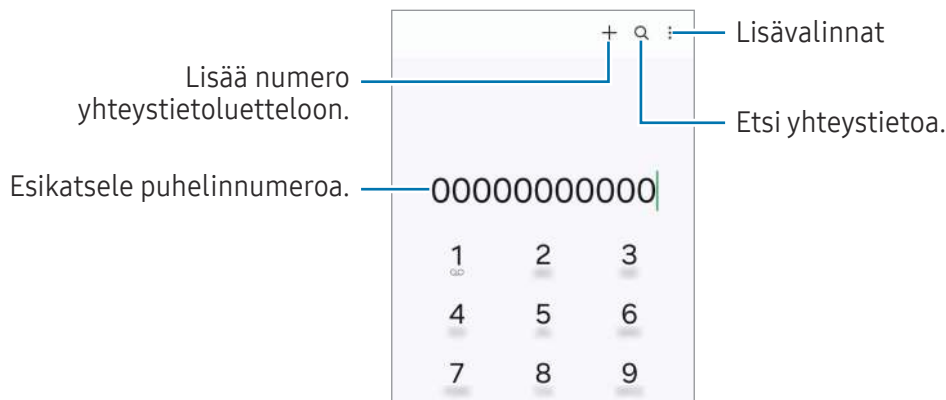 Lisävalinnat
Lisää numero
yhteystietoluetteloon.
Etsi yhteystietoa.
Esikatsele puhelinnumeroa.
00000000000
1 2 3
4 5 6
7 8 9